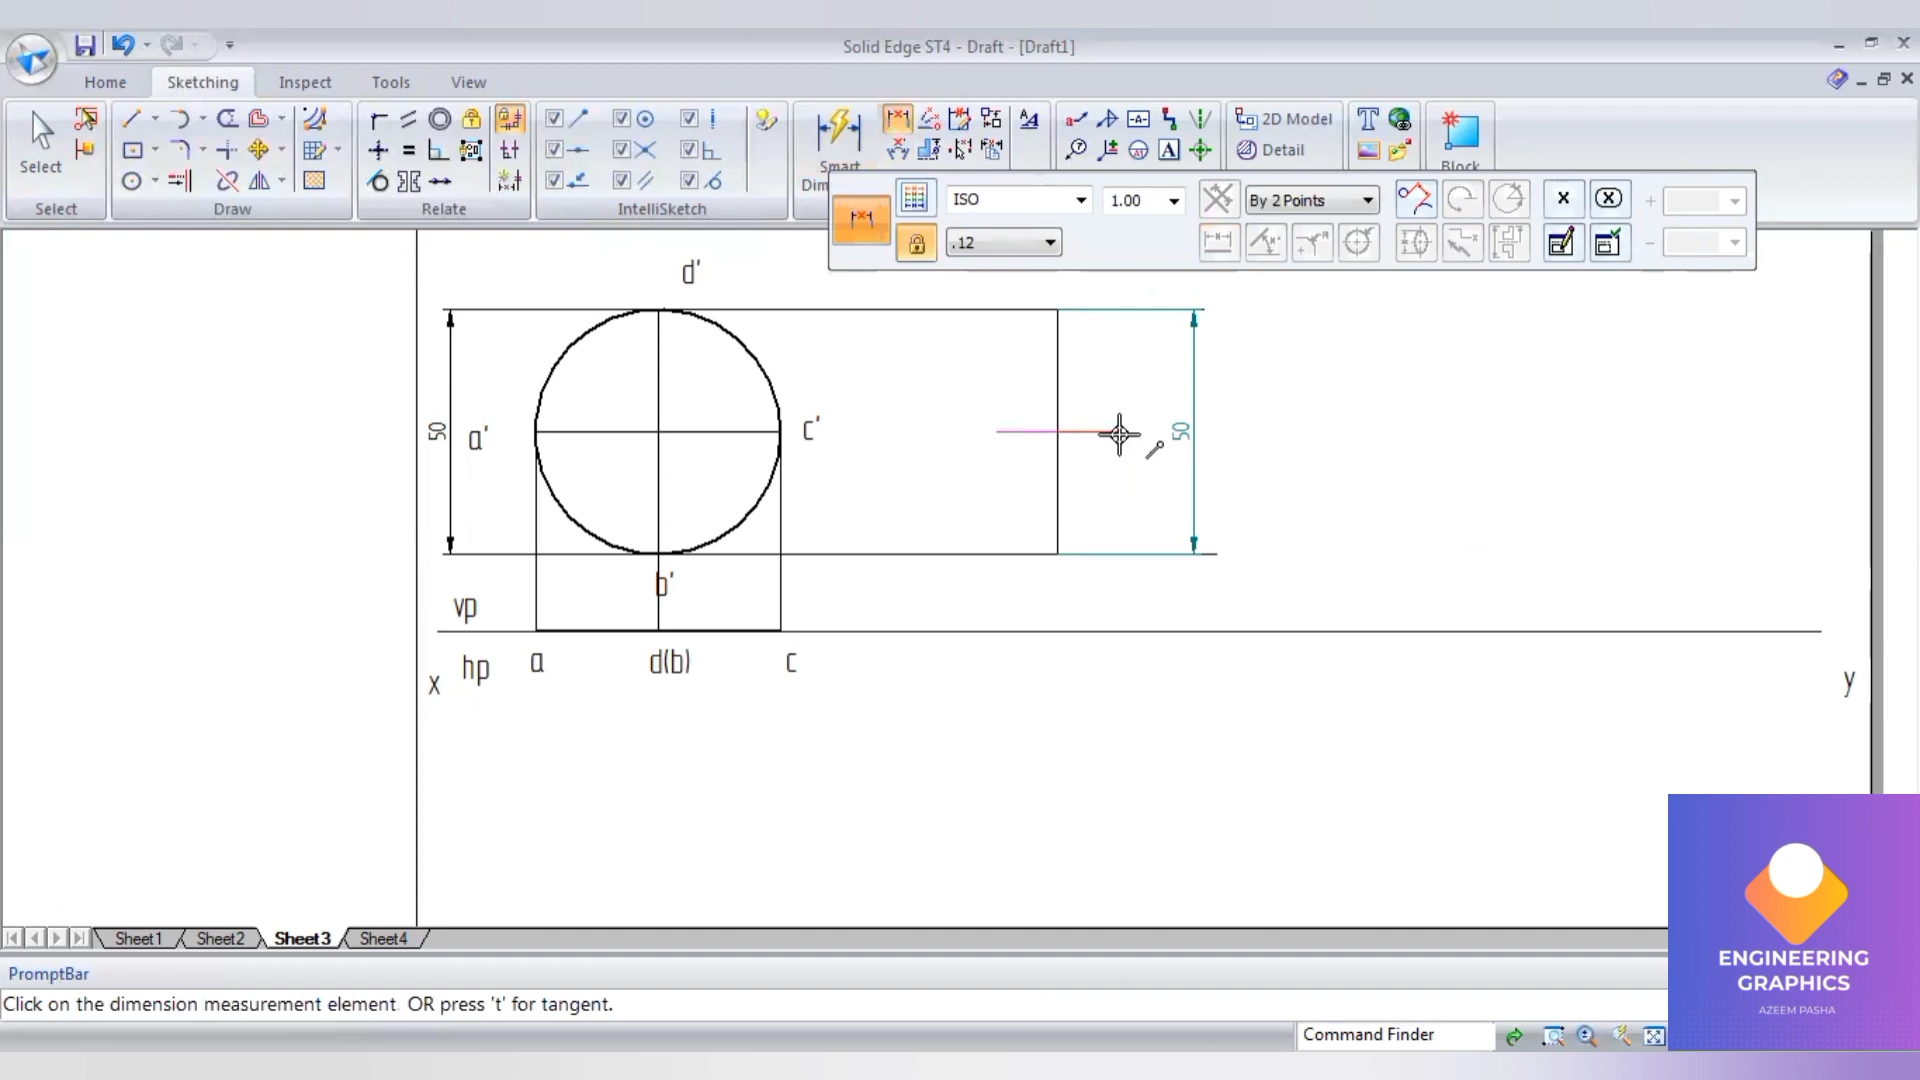 Solid Edge ST4 - Draft - [Draft1]
Home Sketching Inspect Tools View
Select
Smart
2D Model
Detail
Block
Select Draw Relate IntelliSketch
ISO 1.00 By 2 Points
.12
d'
50 a' c' 50
b'
vp
hp a d(b) c
x y
Sheet1 Sheet2 Sheet3 Sheet4
PromptBar
Click on the dimension measurement element. OR press 't' for tangent.
Command Finder
ENGINEERING
GRAPHICS
AZEEM PASHA